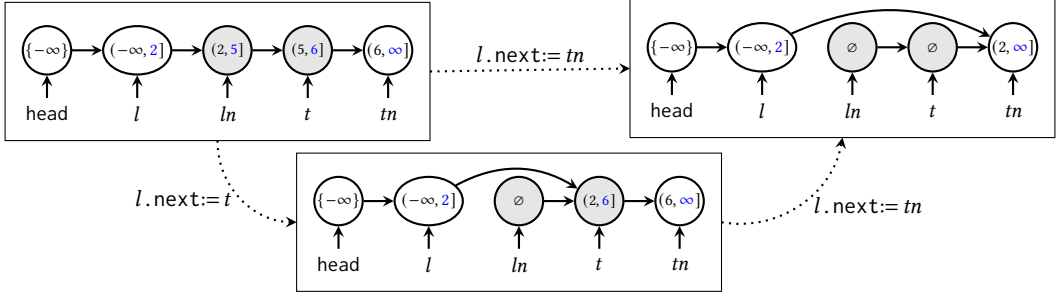 {−∞} (−∞, 2] (2, 5] (5, 6] (6, ∞]
head l ln t tn
l.next:= tn
{−∞} (−∞, 2] ∅ ∅ (2, ∞]
head l ln t tn
l.next:= t
{−∞} (−∞, 2] ∅ (2, 6] (6, ∞]
head l ln t tn
l.next:= tn